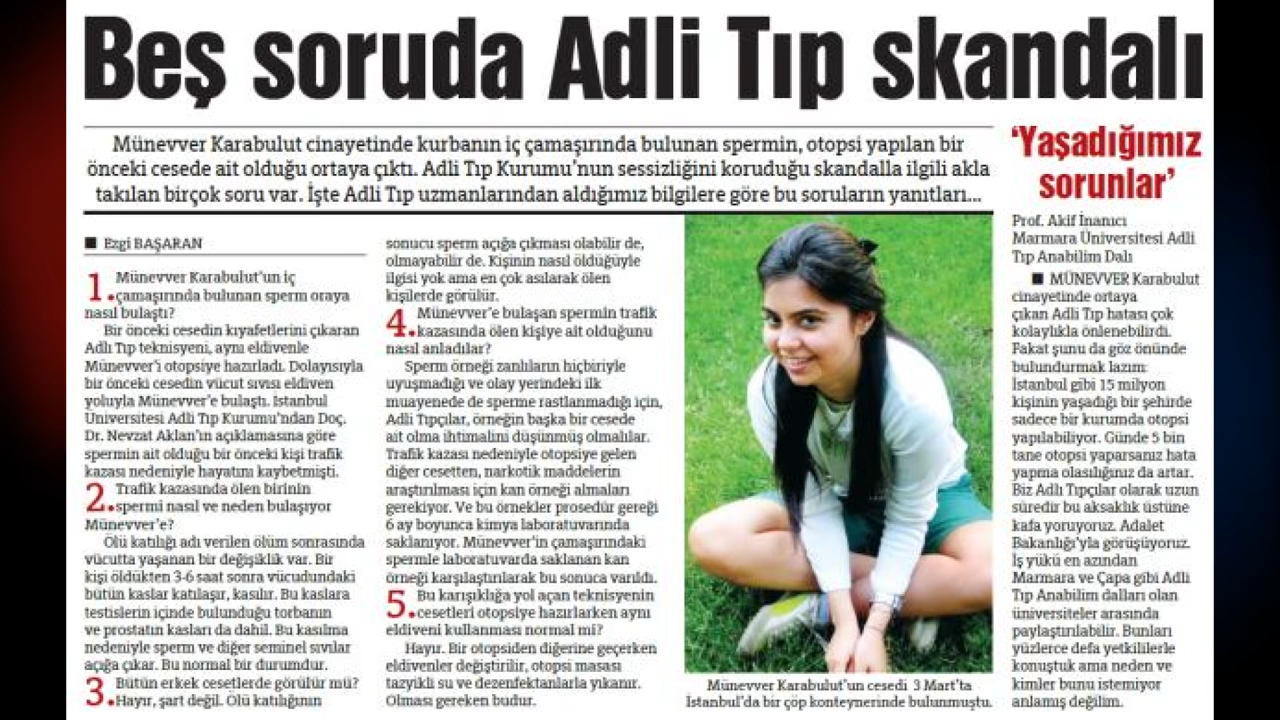 Beş soruda Adli Tıp skandalı
Münevver Karabulut cinayetinde kurbanın iç çamaşırında bulunan spermin, otopsi yapılan bir
önceki cesede ait olduğu ortaya çıktı. Adli Tıp Kurumu'nun sessizliğini koruduğu skandalla ilgili akla
takılan birçok soru var. İşte Adli Tıp uzmanlarından aldığımız bilgilere göre bu soruların yanıtları...
■ Ezgi BAŞARAN
1. Münevver Karabulut'un iç
çamaşırında bulunan sperm oraya
nasıl bulaştı?
Bir önceki cesedin kıyafetlerini çıkaran
Adli Tıp teknisyeni, aynı eldivenle
Münevver'i otopsiye hazırladı. Dolayısıyla
bir önceki cesedin vücut sıvısı eldiven
yoluyla Münevver'e bulaştı. İstanbul
Üniversitesi Adli Tıp Kurumu'ndan Doç.
Dr. Nevzat Aklan'ın açıklamasına göre
spermin ait olduğu bir önceki kişi trafik
kazası nedeniyle hayatını kaybetmişti.
2. Trafik kazasında ölen birinin
spermi nasıl ve neden bulaşıyor
Münevver'e?
Ölü katılığı adı verilen ölüm sonrasında
vücutta yaşanan bir değişiklik var. Bir
kişi öldükten 3-6 saat sonra vücudundaki
bütün kaslar katılaşır, kasılır. Bu kaslara
testislerin içinde bulunduğu torbanın
ve prostatın kasları da dahil. Bu kasılma
nedeniyle sperm ve diğer seminel sıvılar
açığa çıkar. Bu normal bir durumdur.
3. Bütün erkek cesetlerde görülür mü?
Hayır, şart değil. Ölü katılığının
sonucu sperm açığa çıkması olabilir de,
olmayabilir de. Kişinin nasıl öldüğüyle
ilgisi yok ama en çok asılarak ölen
kişilerde görülür.
4. Münevver'e bulaşan spermin trafik
kazasında ölen kişiye ait olduğunu
nasıl anladılar?
Sperm örneği zanlıların hiçbiriyle
uyuşmadığı ve olay yerindeki ilk
muayenede de sperme rastlanmadığı için,
Adli Tıpçılar, örneğin başka bir cesede
ait olma ihtimalini düşünmüş olmalılar.
Trafik kazası nedeniyle otopsiye gelen
diğer cesetten, narkotik maddelerin
araştırılması için kan örneği almaları
gerekiyor. Ve bu örnekler prosedür gereği
6 ay boyunca kimya laboratuvarında
saklanıyor. Münevver'in çamaşırındaki
spermle laboratuvarda saklanan kan
örneği karşılaştırılarak bu sonuca varıldı.
5. Bu karışıklığa yol açan teknisyenin
cesetleri otopsiye hazırlarken aynı
eldiveni kullanması normal mi?
Hayır. Bir otopsiden diğerine geçerken
eldivenler değiştirilir, otopsi masası
tazyikli su ve dezenfektanlarla yıkanır.
Olması gereken budur.
Münevver Karabulut'un cesedi 3 Mart'ta
İstanbul'da bir çöp konteynerinde bulunmuştu.
'Yaşadığımız
sorunlar'
Prof. Akif İnanıcı
Marmara Üniversitesi Adli
Tıp Anabilim Dalı
■ MÜNEVVER Karabulut
cinayetinde ortaya
çıkan Adli Tıp hatası çok
kolaylıkla önlenebilirdi.
Fakat şunu da göz önünde
bulundurmak lazım:
İstanbul gibi 15 milyon
kişinin yaşadığı bir şehirde
sadece bir kurumda otopsi
yapılabiliyor. Günde 5 bin
tane otopsi yaparsanız hata
yapma olasılığınız da artar.
Biz Adli Tıpçılar olarak uzun
süredir bu aksaklık üstüne
kafa yoruyoruz. Adalet
Bakanlığı'yla görüşüyoruz.
İş yükü en azından
Marmara ve Çapa gibi Adli
Tıp Anabilim dalları olan
üniversiteler arasında
paylaştırılabilir. Bunları
yüzlerce defa yetkililerle
konuştuk ama neden ve
kimler bunu istemiyor
anlamış değilim.